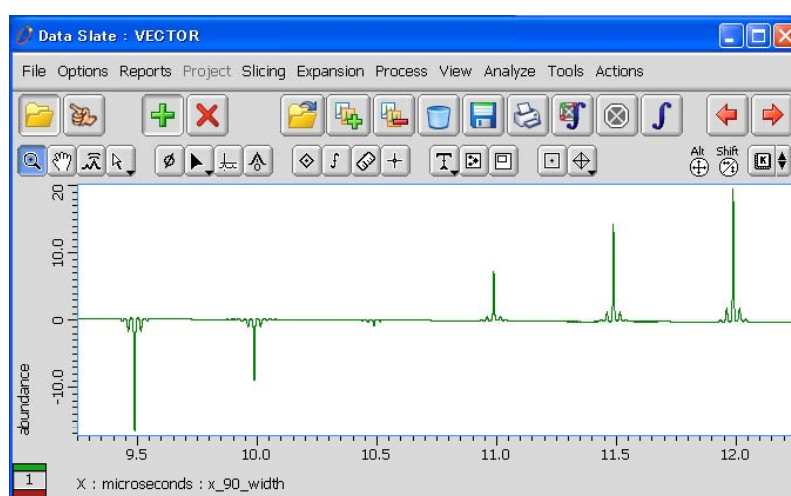 Data Slate : VECTOR
File Options Reports Project Slicing Expansion Process View Analyze Tools Actions
Alt Shift
T K
20
10.0
0
-10.0
abundance
9.5 10.0 10.5 11.0 11.5 12.0
1 X : microseconds : x_90_width